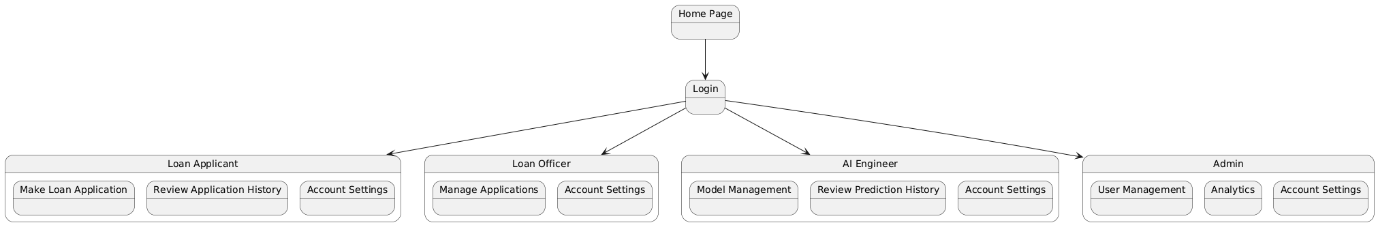 Home Page
Login
Loan Applicant
Make Loan Application
Review Application History
Account Settings
Loan Officer
Manage Applications
Account Settings
AI Engineer
Model Management
Review Prediction History
Account Settings
Admin
User Management
Analytics
Account Settings